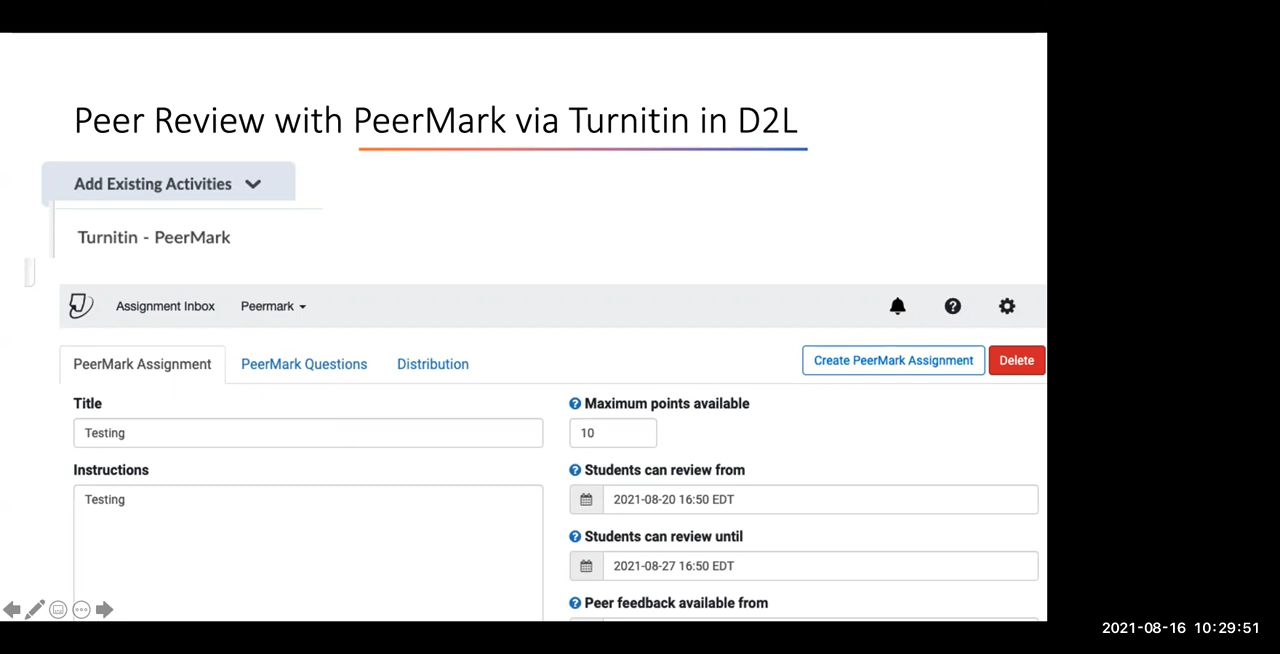 Peer Review with PeerMark via Turnitin in D2L
Add Existing Activities
Turnitin - PeerMark
Assignment Inbox Peermark
PeerMark Assignment PeerMark Questions Distribution Create PeerMark Assignment Delete
Title
Testing
Instructions
Testing
Maximum points available
10
Students can review from
2021-08-20 16:50 EDT
Students can review until
2021-08-27 16:50 EDT
Peer feedback available from
2021-08-16 10:29:51